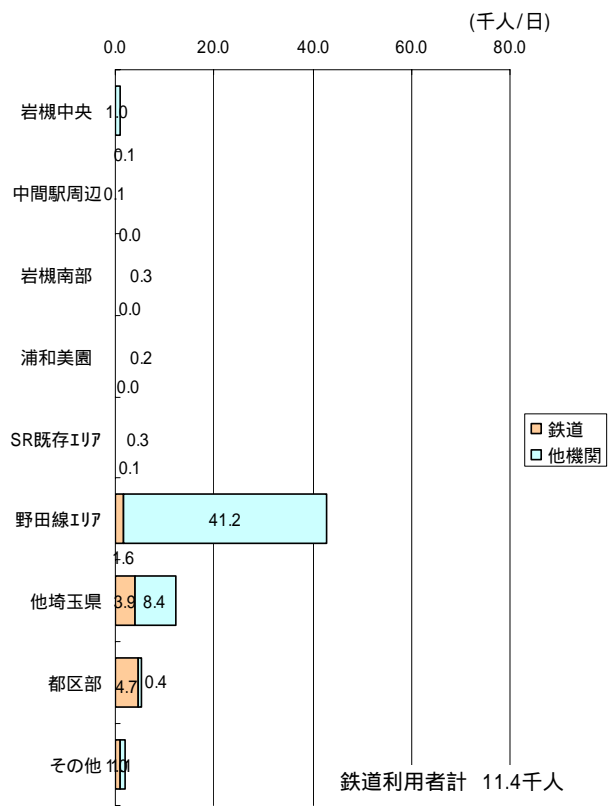 (千人/日)
0.0 20.0 40.0 60.0 80.0
岩槻中央 1.0
0.1
中間駅周辺 0.1
0.0
岩槻南部 0.3
0.0
浦和美園 0.2
0.0
SR既存エリア 0.3
0.1
鉄道
他機関
野田線エリア 41.2
1.6
他埼玉県 3.9 8.4
都区部 4.7 0.4
その他
鉄道利用者計 11.4千人